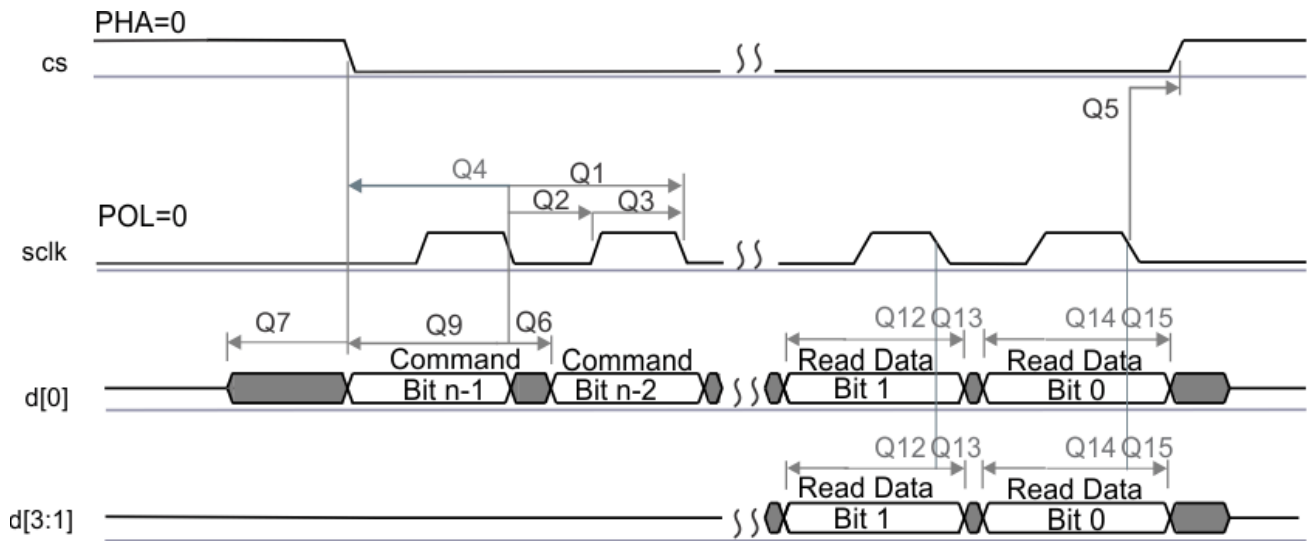 PHA=0
cs
Q5
Q4 Q1
Q2 Q3
POL=0
sclk
Q7 Q9 Q6 Q12 Q13 Q14 Q15
Command Command Read Data Read Data
d[0] Bit n-1 Bit n-2 Bit 1 Bit 0
Q12 Q13 Q14 Q15
Read Data Read Data
d[3:1] Bit 1 Bit 0